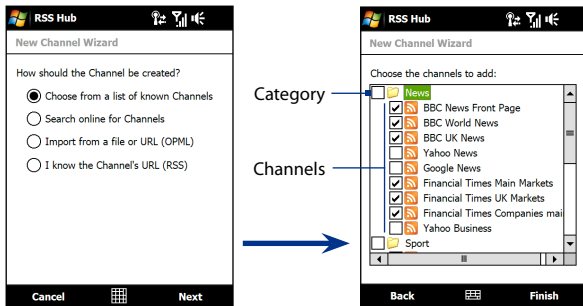 RSS Hub
New Channel Wizard
How should the Channel be created?
Choose from a list of known Channels
Search online for Channels
Import from a file or URL (OPML)
I know the Channel's URL (RSS)
Cancel
Next
Category
Channels
RSS Hub
New Channel Wizard
Choose the channels to add:
News
BBC News Front Page
BBC World News
BBC UK News
Yahoo News
Google News
Financial Times Main Markets
Financial Times UK Markets
Financial Times Companies mai
Yahoo Business
Sport
Back
Finish